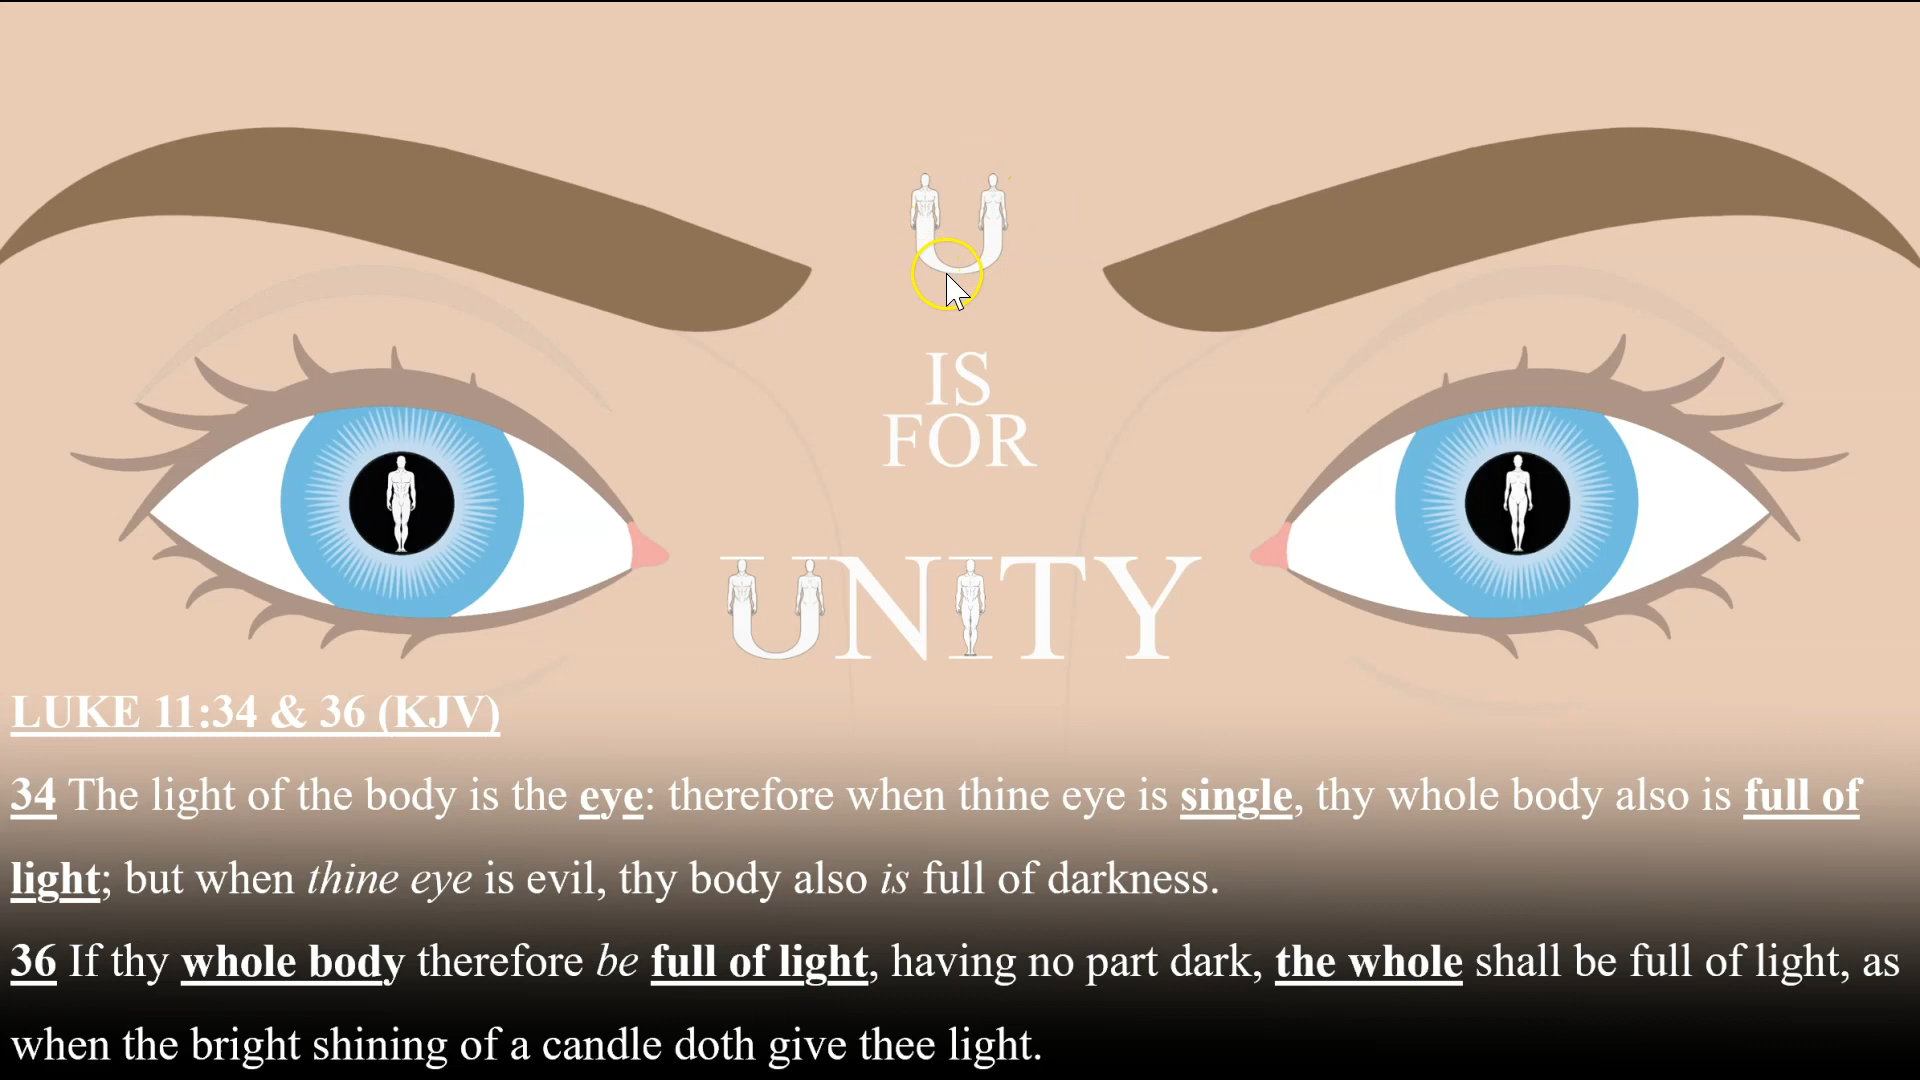 U
IS
FOR
UNITY
LUKE 11:34 & 36 (KJV)
34 The light of the body is the eye: therefore when thine eye is single, thy whole body also is full of
light; but when thine eye is evil, thy body also is full of darkness.
36 If thy whole body therefore be full of light, having no part dark, the whole shall be full of light, as
when the bright shining of a candle doth give thee light.